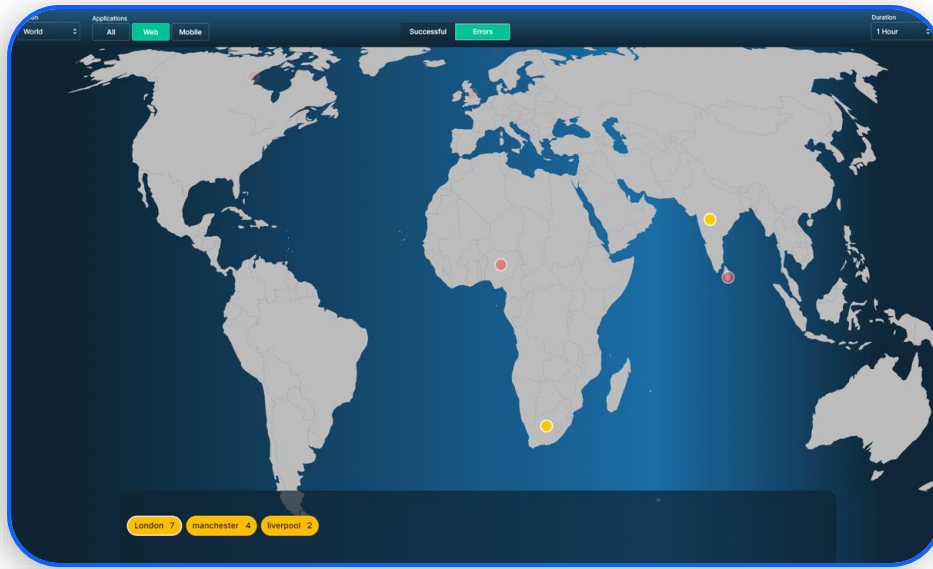 Applications
Duration
World
All Web Mobile
Successful Errors
1 Hour
London 7 manchester 4 liverpool 2